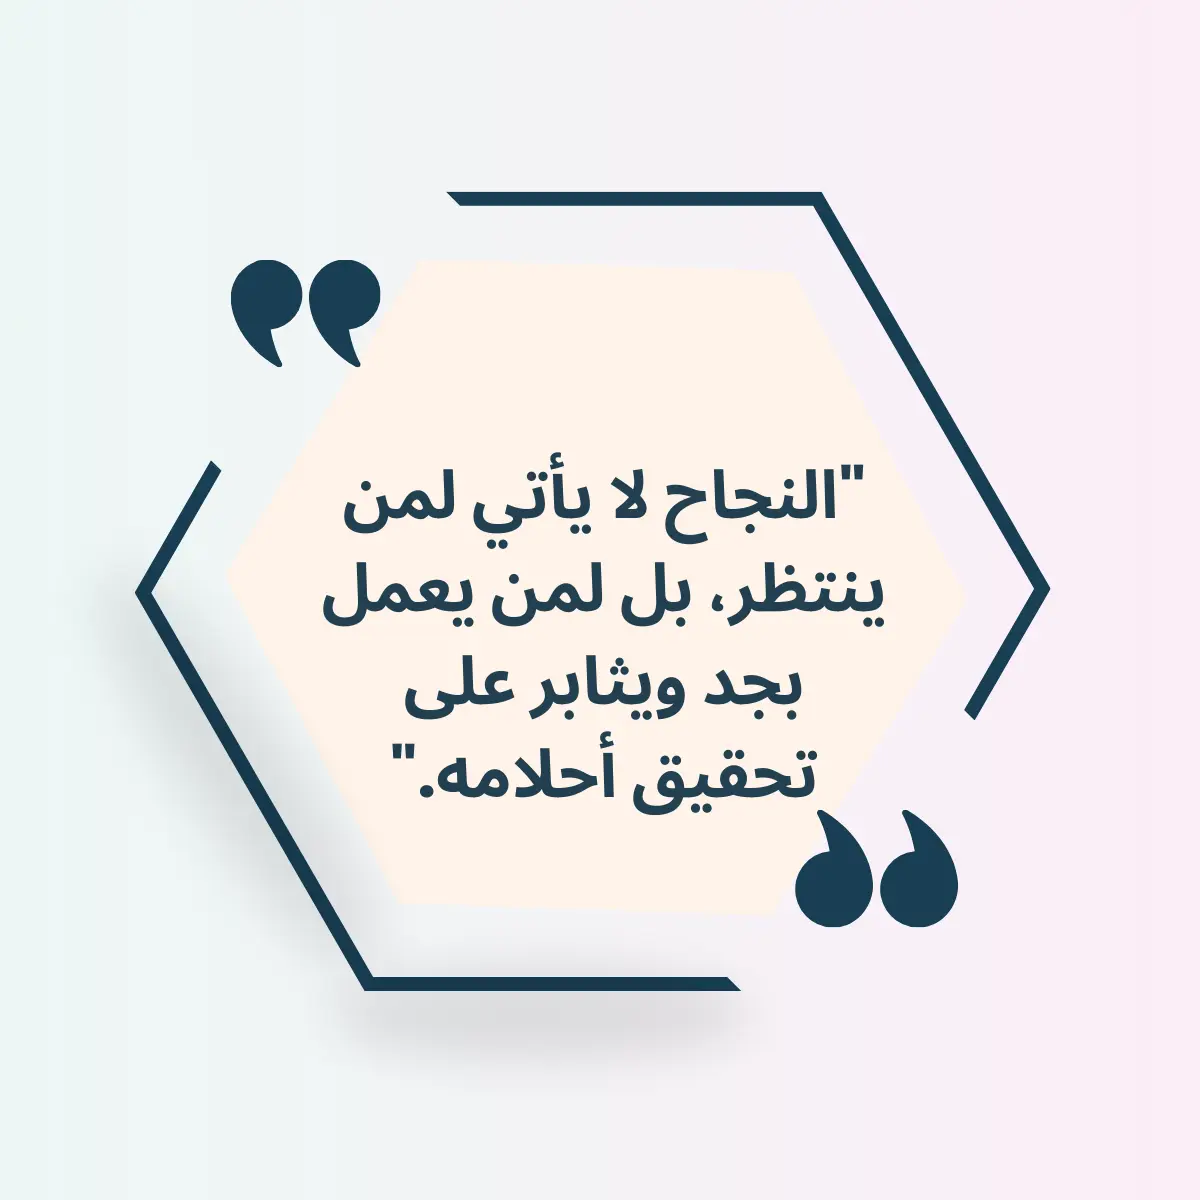 "النجاح لا يأتي لمن
ينتظر، بل لمن يعمل
بجد ويثابر على
تحقيق أحلامه."